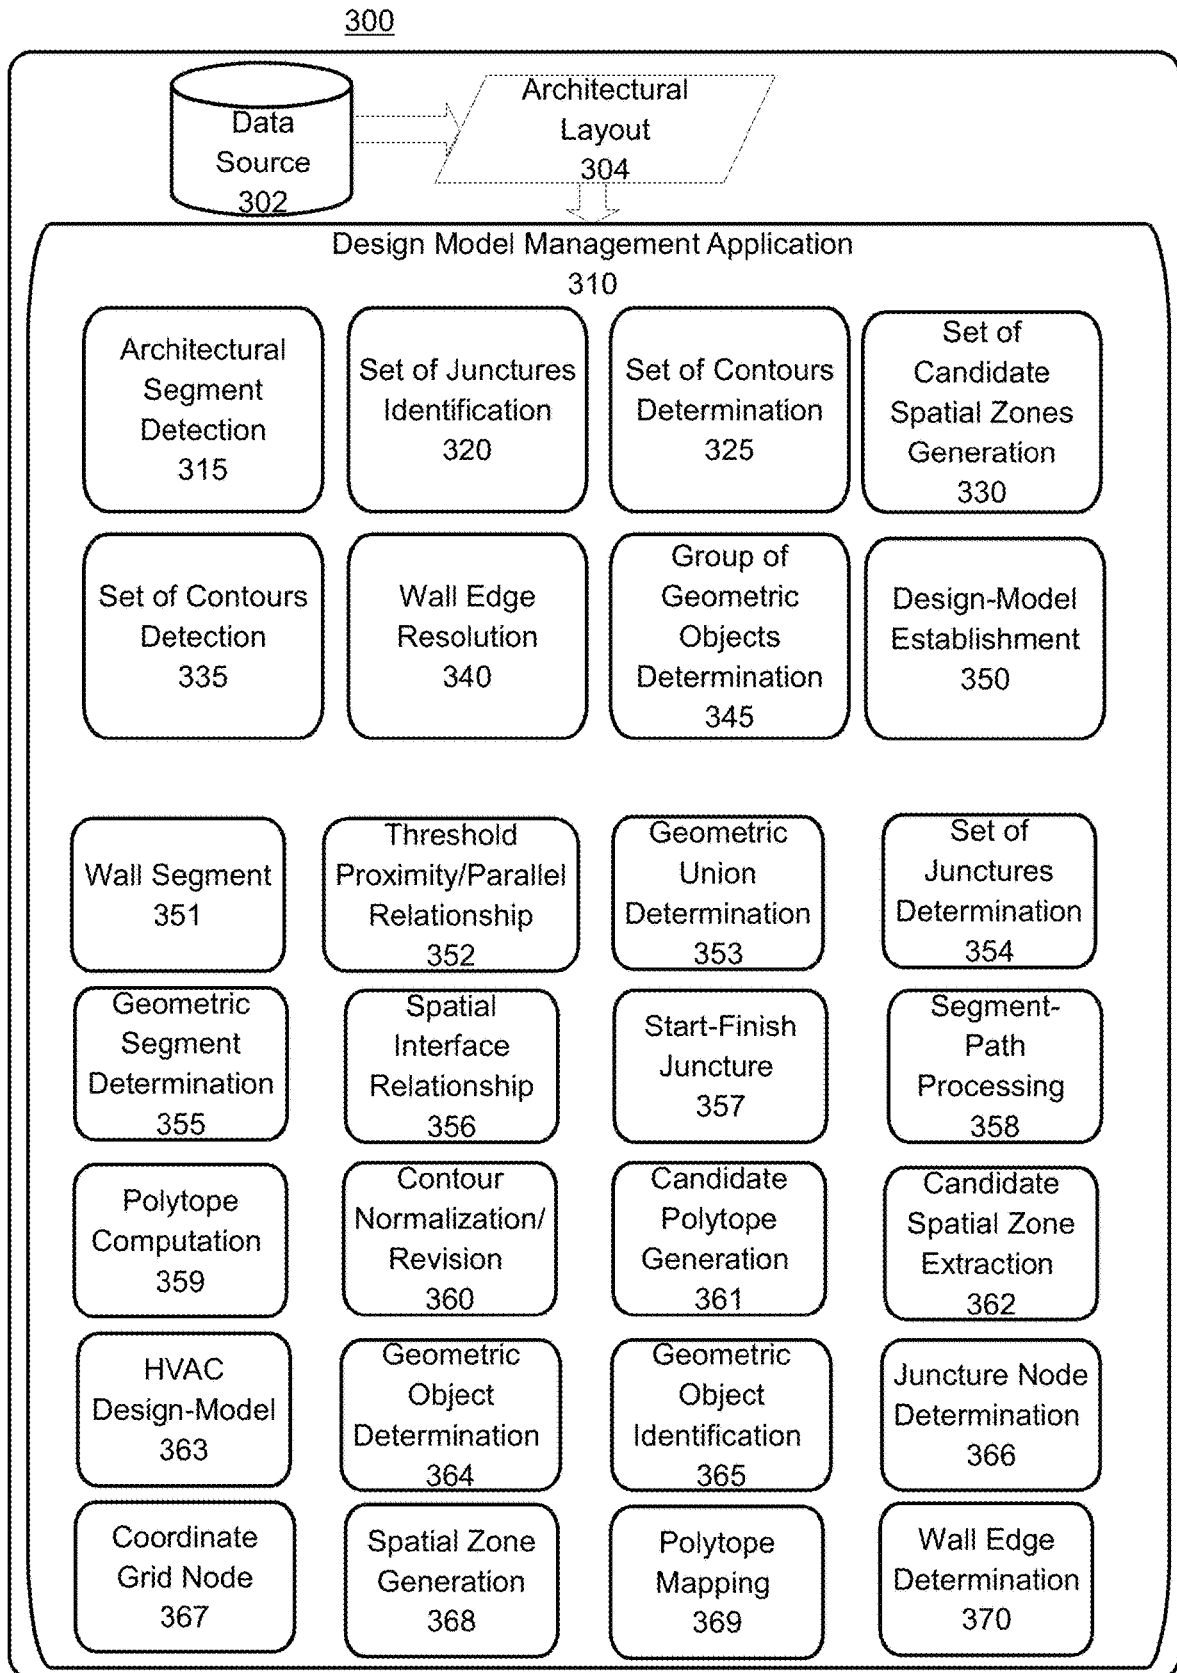 300
Data
Source
302
Architectural
Layout
304
Design Model Management Application
310
Architectural
Segment
Detection
315
Set of Junctures
Identification
320
Set of Contours
Determination
325
Set of
Candidate
Spatial Zones
Generation
330
Set of Contours
Detection
335
Wall Edge
Resolution
340
Group of
Geometric
Objects
Determination
345
Design-Model
Establishment
350
Wall Segment
351
Threshold
Proximity/Parallel
Relationship
352
Geometric
Union
Determination
353
Set of
Junctures
Determination
354
Geometric
Segment
Determination
355
Spatial
Interface
Relationship
356
Start-Finish
Juncture
357
Segment-
Path
Processing
358
Polytope
Computation
359
Contour
Normalization/
Revision
360
Candidate
Polytope
Generation
361
Candidate
Spatial Zone
Extraction
362
HVAC
Design-Model
363
Geometric
Object
Determination
364
Geometric
Object
Identification
365
Juncture Node
Determination
366
Coordinate
Grid Node
367
Spatial Zone
Generation
368
Polytope
Mapping
369
Wall Edge
Determination
370